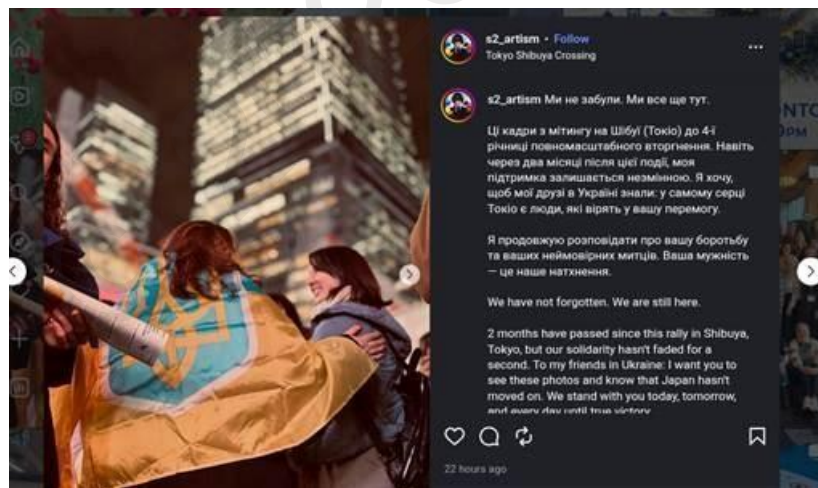 s2_artism • Follow
Tokyo Shibuya Crossing
s2_artism Ми не забули. Ми все ще тут.
Ці кадри з мітингу на Шібуї (Токіо) до 4-ї
річниці повномасштабного вторгнення. Навіть
через два місяці після цієї події, моя
підтримка залишається незмінною. Я хочу,
щоб мої друзі в Україні знали: у самому серці
Токіо є люди, які вірять у вашу перемогу.
Я продовжую розповідати про вашу боротьбу
та ваших неймовірних митців. Ваша мужність
— це наше натхнення.
We have not forgotten. We are still here.
2 months have passed since this rally in Shibuya,
Tokyo, but our solidarity hasn't faded for a
second. To my friends in Ukraine: I want you to
see these photos and know that Japan hasn't
moved on. We stand with you today, tomorrow,
and every day until true victory
22 hours ago